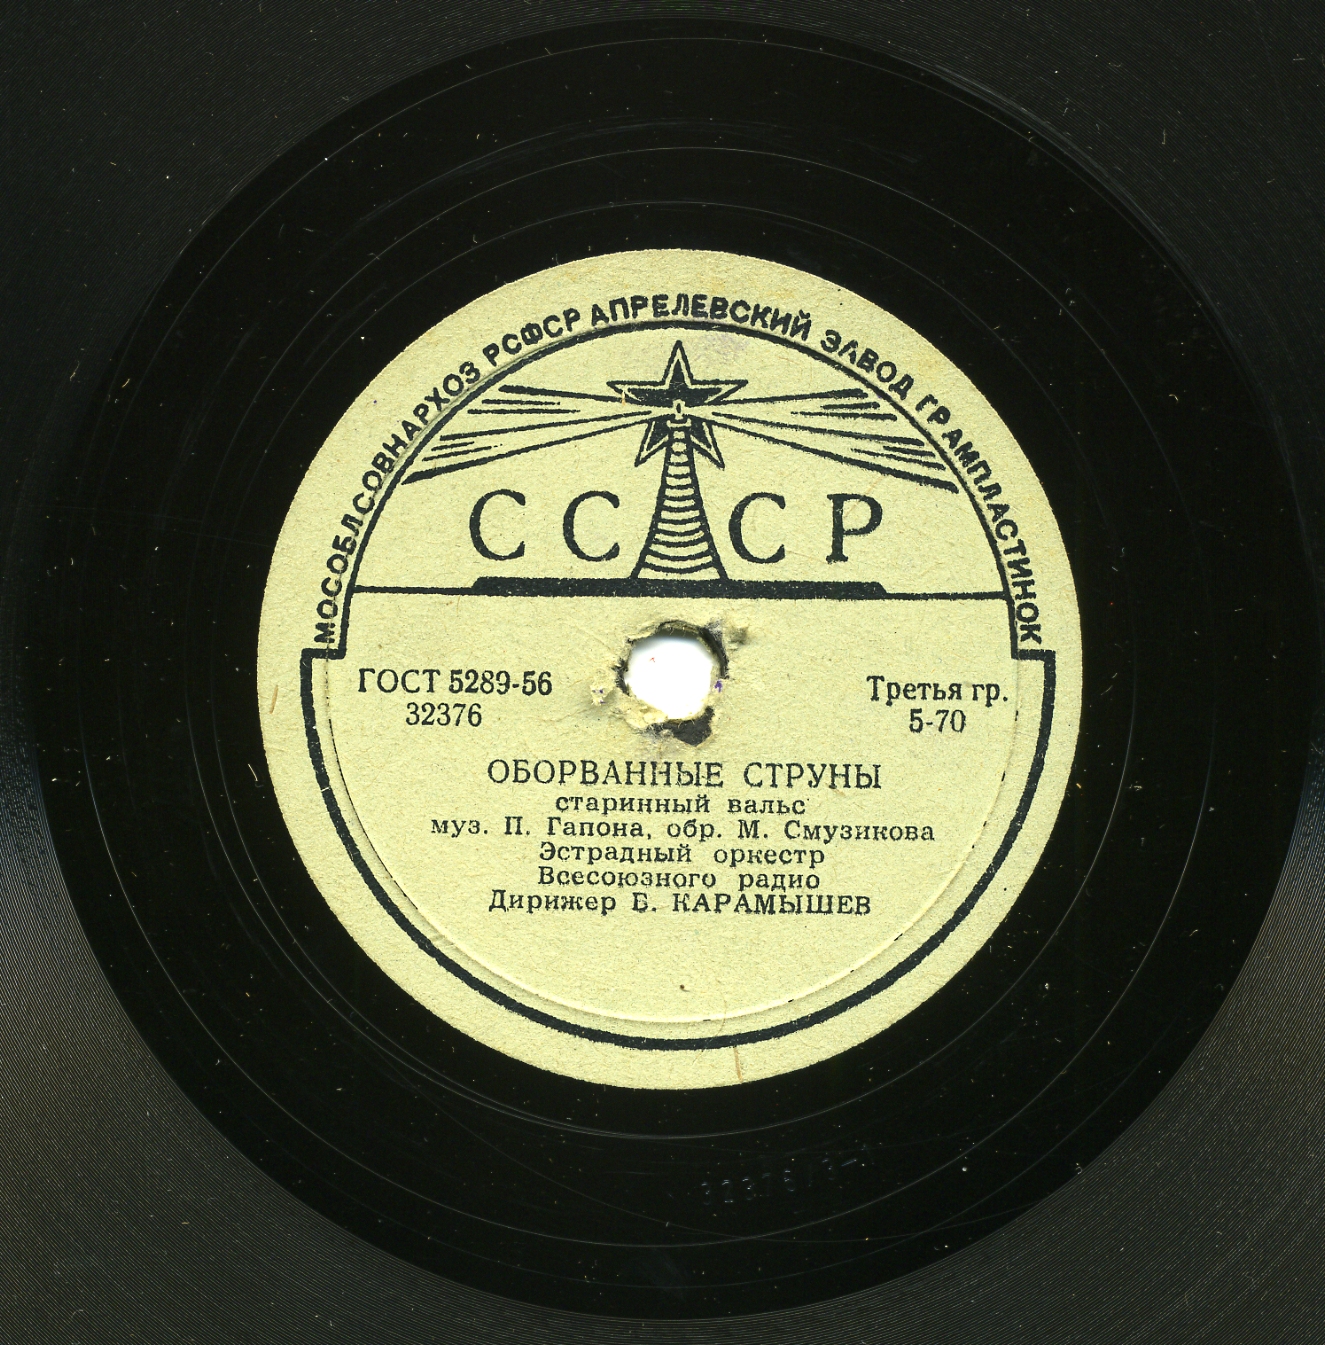 МОСОБЛСОВНАРХОЗ РСФСР АПРЕЛЕВСКИЙ ЗАВОД ГРАМПЛАСТИНОК
СССР
ГОСТ 5289-56
32376
Третья гр.
5-70
ОБОРВАННЫЕ СТРУНЫ
старинный вальс
муз. П. Гапона, обр. М. Смузикова
Эстрадный оркестр
Всесоюзного радио
Дирижер Б. КАРАМЫШЕВ